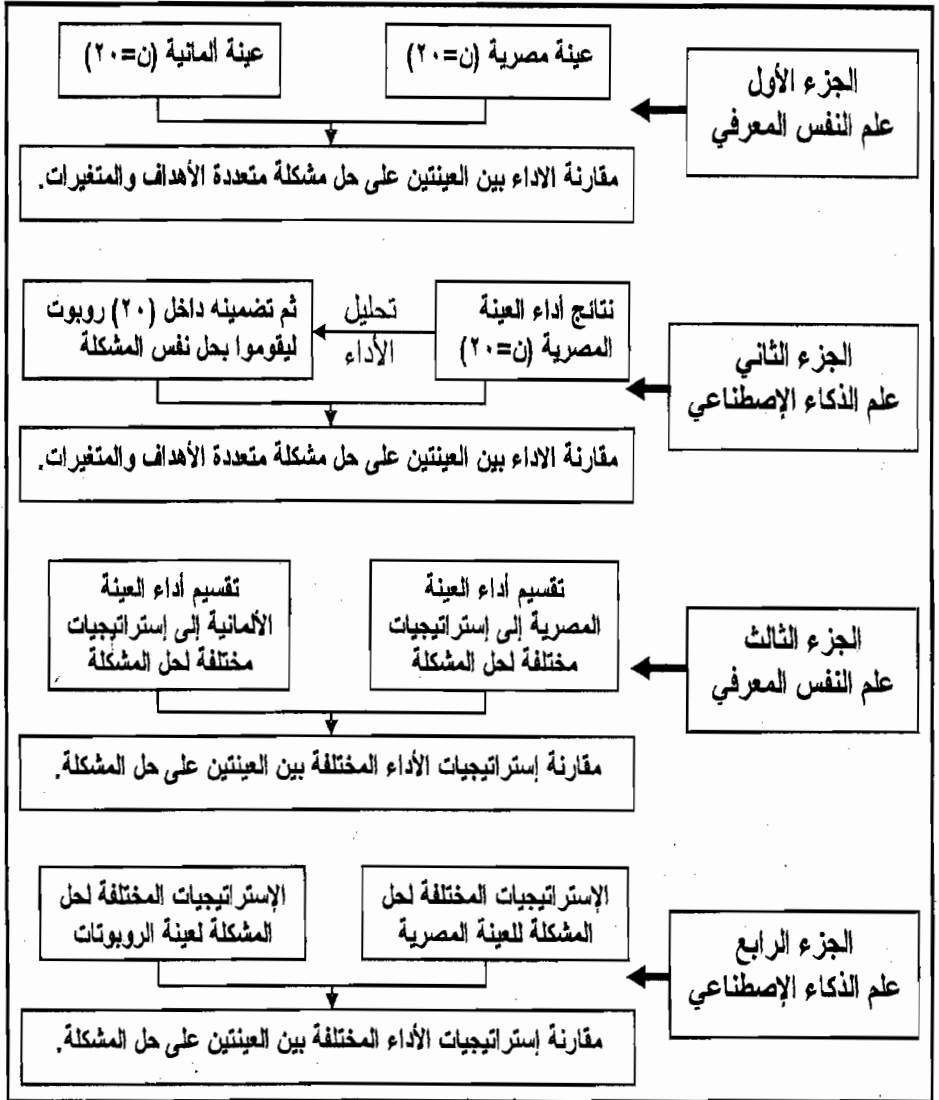 الجزء الأول
علم النفس المعرفي
عينة مصرية (ن=٢٠)
عينة ألمانية (ن=٢٠)
مقارنة الاداء بين العينتين على حل مشكلة متعددة الأهداف والمتغيرات.
الجزء الثاني
علم الذكاء الإصطناعي
نتائج أداء العينة
المصرية (ن=٢٠)
تحليل
الأداء
ثم تضمينه داخل (٢٠) روبوت
ليقوموا بحل نفس المشكلة
مقارنة الاداء بين العينتين على حل مشكلة متعددة الأهداف والمتغيرات.
الجزء الثالث
علم النفس المعرفي
تقسيم أداء العينة
المصرية إلى إستراتيجيات
مختلفة لحل المشكلة
تقسيم أداء العينة
الألمانية إلى إستراتيجيات
مختلفة لحل المشكلة
مقارنة إستراتيجيات الأداء المختلفة بين العينتين على حل المشكلة.
الجزء الرابع
علم الذكاء الإصطناعي
الإستراتيجيات المختلفة لحل
المشكلة للعينة المصرية
الإستراتيجيات المختلفة لحل
المشكلة لعينة الروبوتات
مقارنة إستراتيجيات الأداء المختلفة بين العينتين على حل المشكلة.